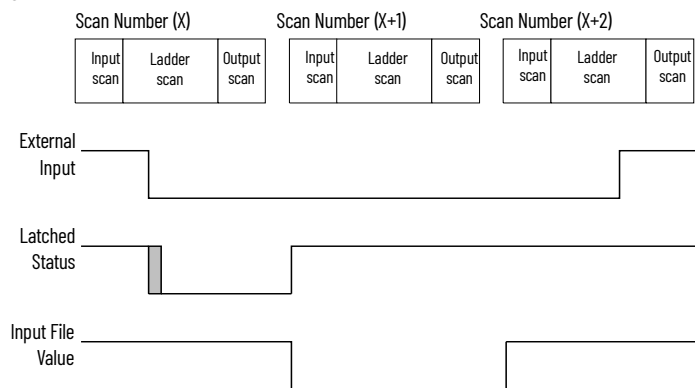 Scan Number (X) Scan Number (X+1) Scan Number (X+2)
Input Ladder Output Input Ladder Output Input Ladder Output
scan scan scan scan scan scan scan scan scan
External
Input
Latched
Status
Input File
Value